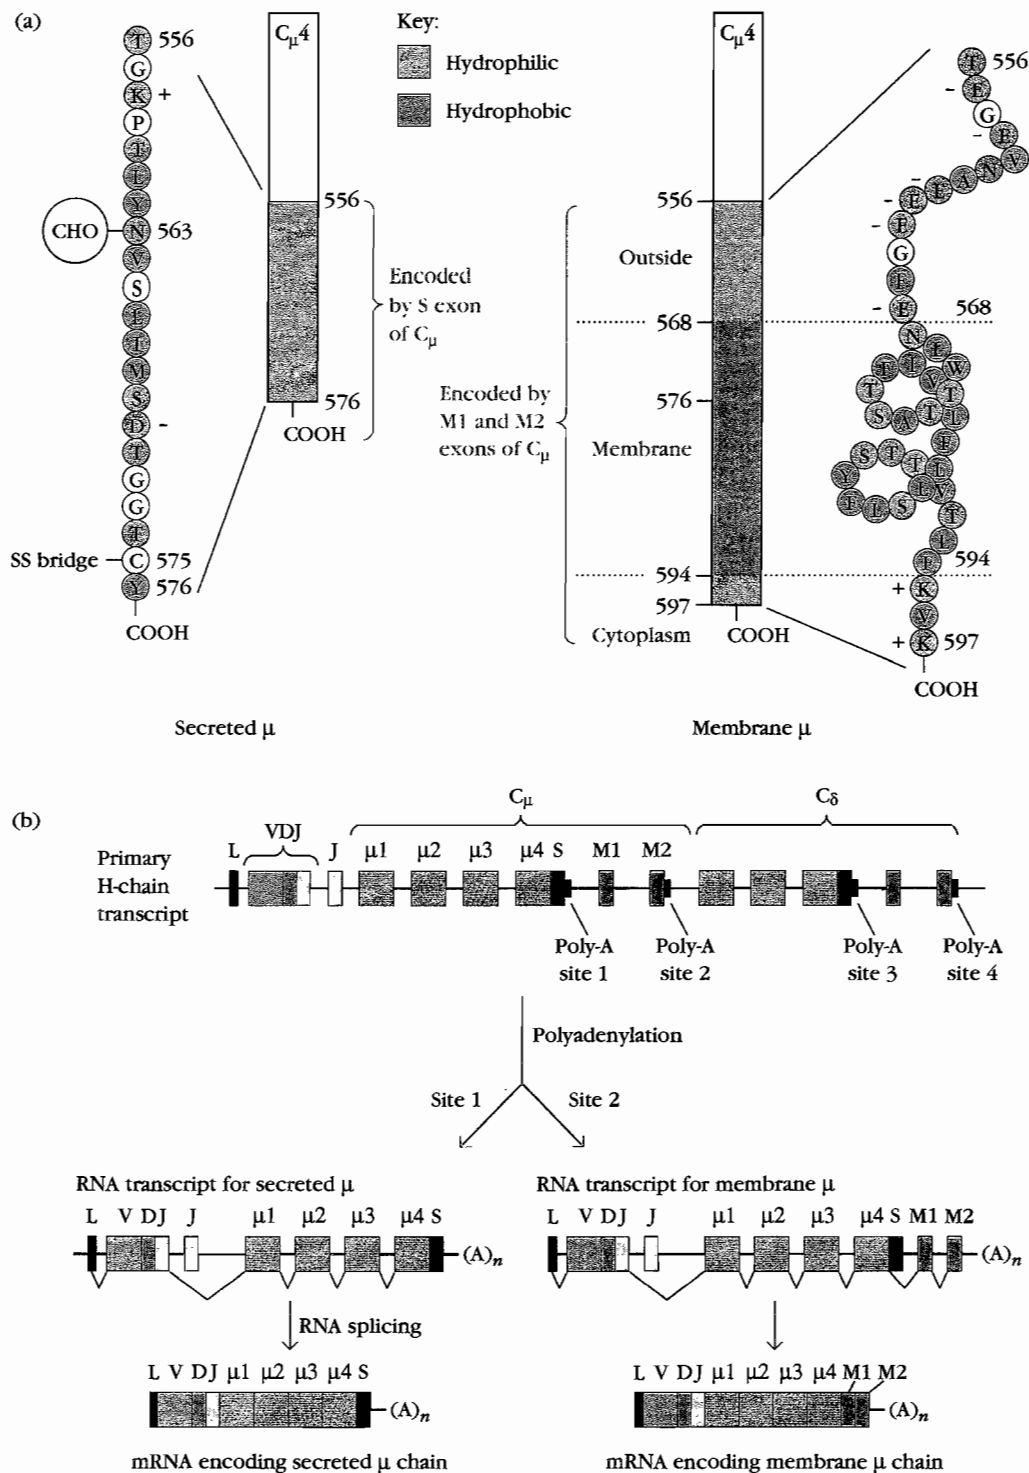 (a)
T 556
G
K +
P
T
L
Y
CHO N 563
V
S
L
T
M
S
D -
T
G
G
T
SS bridge C 575
Y 576
COOH
Secreted μ
Cμ4
556
Encoded
by S exon
of Cμ
576
COOH
Key:
Hydrophilic
Hydrophobic
Cμ4
556
Outside
568
Encoded by
M1 and M2
exons of Cμ
576
Membrane
594
597
Cytoplasm
COOH
T 556
- E
G
- E
V
N
A
-
E
- E
G
- E 568
N
594
+ K
V
+ K 597
COOH
Membrane μ
(b)
Cμ Cδ
VDJ
L J μ1 μ2 μ3 μ4 S M1 M2
Primary
H-chain
transcript
Poly-A
site 1
Poly-A
site 2
Poly-A
site 3
Poly-A
site 4
Polyadenylation
Site 1 Site 2
RNA transcript for secreted μ
L V DJ J μ1 μ2 μ3 μ4 S
(A)n
RNA splicing
L V DJ μ1 μ2 μ3 μ4 S
(A)n
mRNA encoding secreted μ chain
RNA transcript for membrane μ
L V DJ J μ1 μ2 μ3 μ4 S M1 M2
(A)n
L V DJ μ1 μ2 μ3 μ4 M1 M2
(A)n
mRNA encoding membrane μ chain